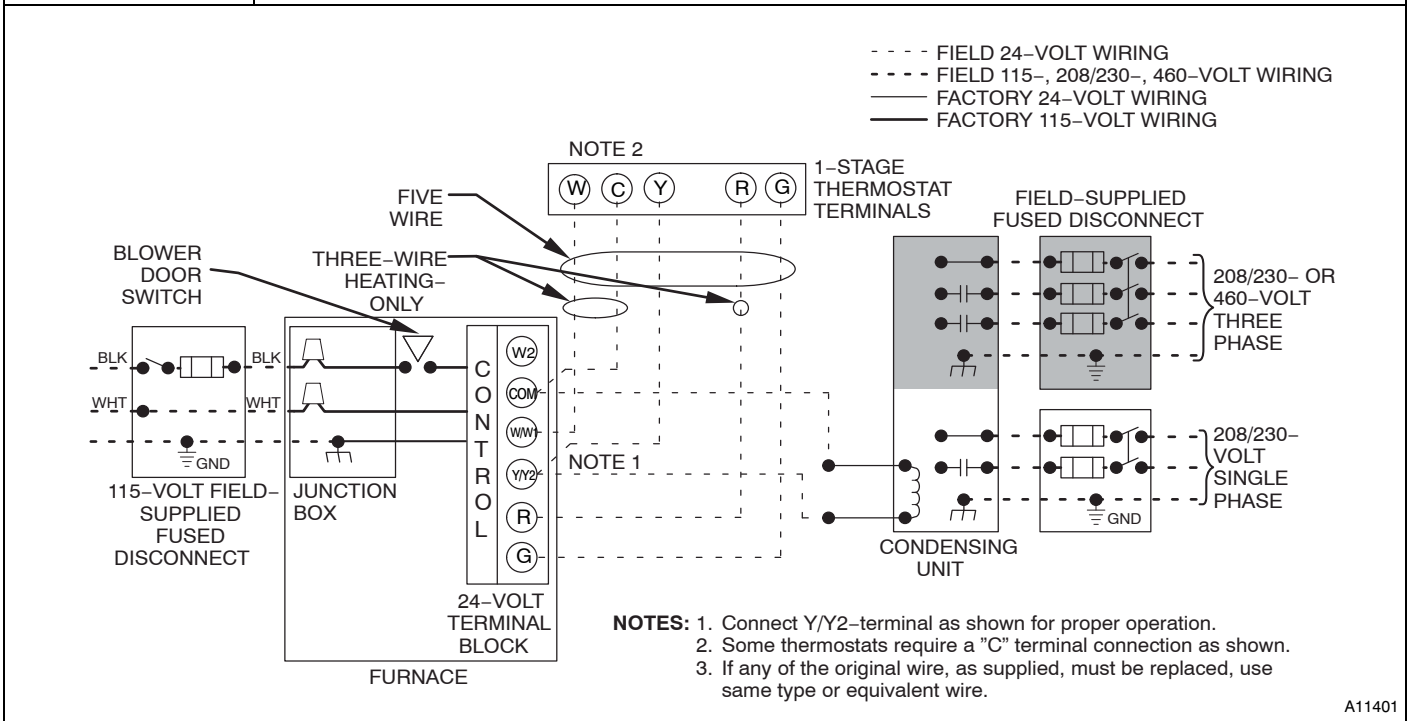 - - - - FIELD 24-VOLT WIRING
- - - - FIELD 115-, 208/230-, 460-VOLT WIRING
FACTORY 24-VOLT WIRING
FACTORY 115-VOLT WIRING
NOTE 2
W C Y R G
1-STAGE
THERMOSTAT
TERMINALS
FIVE
WIRE
THREE-WIRE
HEATING-
ONLY
BLOWER
DOOR
SWITCH
FIELD-SUPPLIED
FUSED DISCONNECT
208/230- OR
460-VOLT
THREE
PHASE
BLK
BLK
WHT
WHT
GND
115-VOLT FIELD-
SUPPLIED
FUSED
DISCONNECT
JUNCTION
BOX
CONTROL
W2
COM
W/W1
Y/Y2
R
G
NOTE 1
24-VOLT
TERMINAL
BLOCK
FURNACE
CONDENSING
UNIT
208/230-
VOLT
SINGLE
PHASE
GND
NOTES: 1. Connect Y/Y2-terminal as shown for proper operation.
2. Some thermostats require a "C" terminal connection as shown.
3. If any of the original wire, as supplied, must be replaced, use
same type or equivalent wire.
A11401